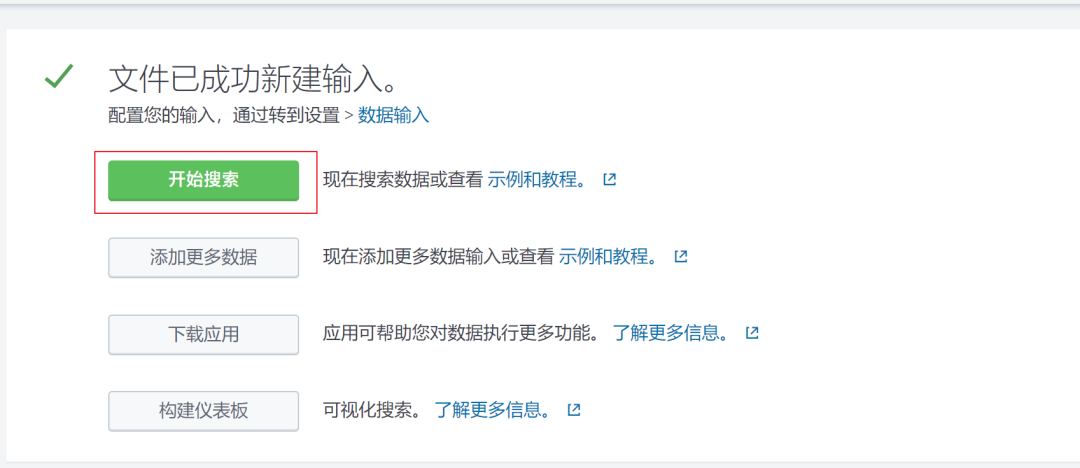 文件已成功新建输入。
配置您的输入，通过转到设置 > 数据输入
开始搜索 现在搜索数据或查看 示例和教程。
添加更多数据 现在添加更多数据输入或查看 示例和教程。
下载应用 应用可帮助您对数据执行更多功能。 了解更多信息。
构建仪表板 可视化搜索。 了解更多信息。